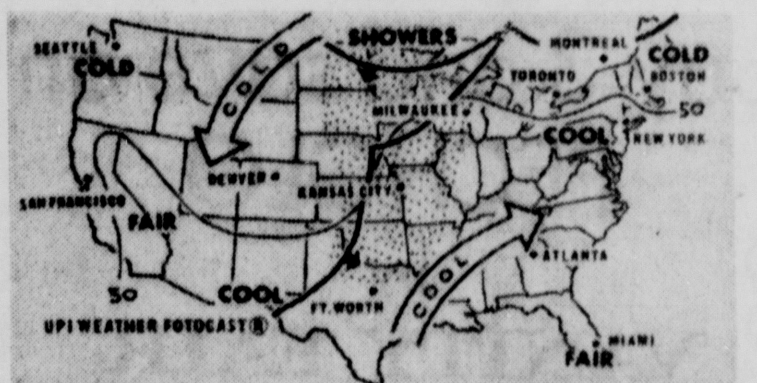 SEATTLE
COLD
COLD
SHOWERS
MONTREAL
COLD
TORONTO
BOSTON
MILWAUKEE
50
COOL
NEW YORK
DENVER
KANSAS CITY
SAN FRANCISCO
FAIR
ATLANTA
COOL
50
COOL
FT. WORTH
UPI WEATHER FOTOCAST ®
MIAMI
FAIR